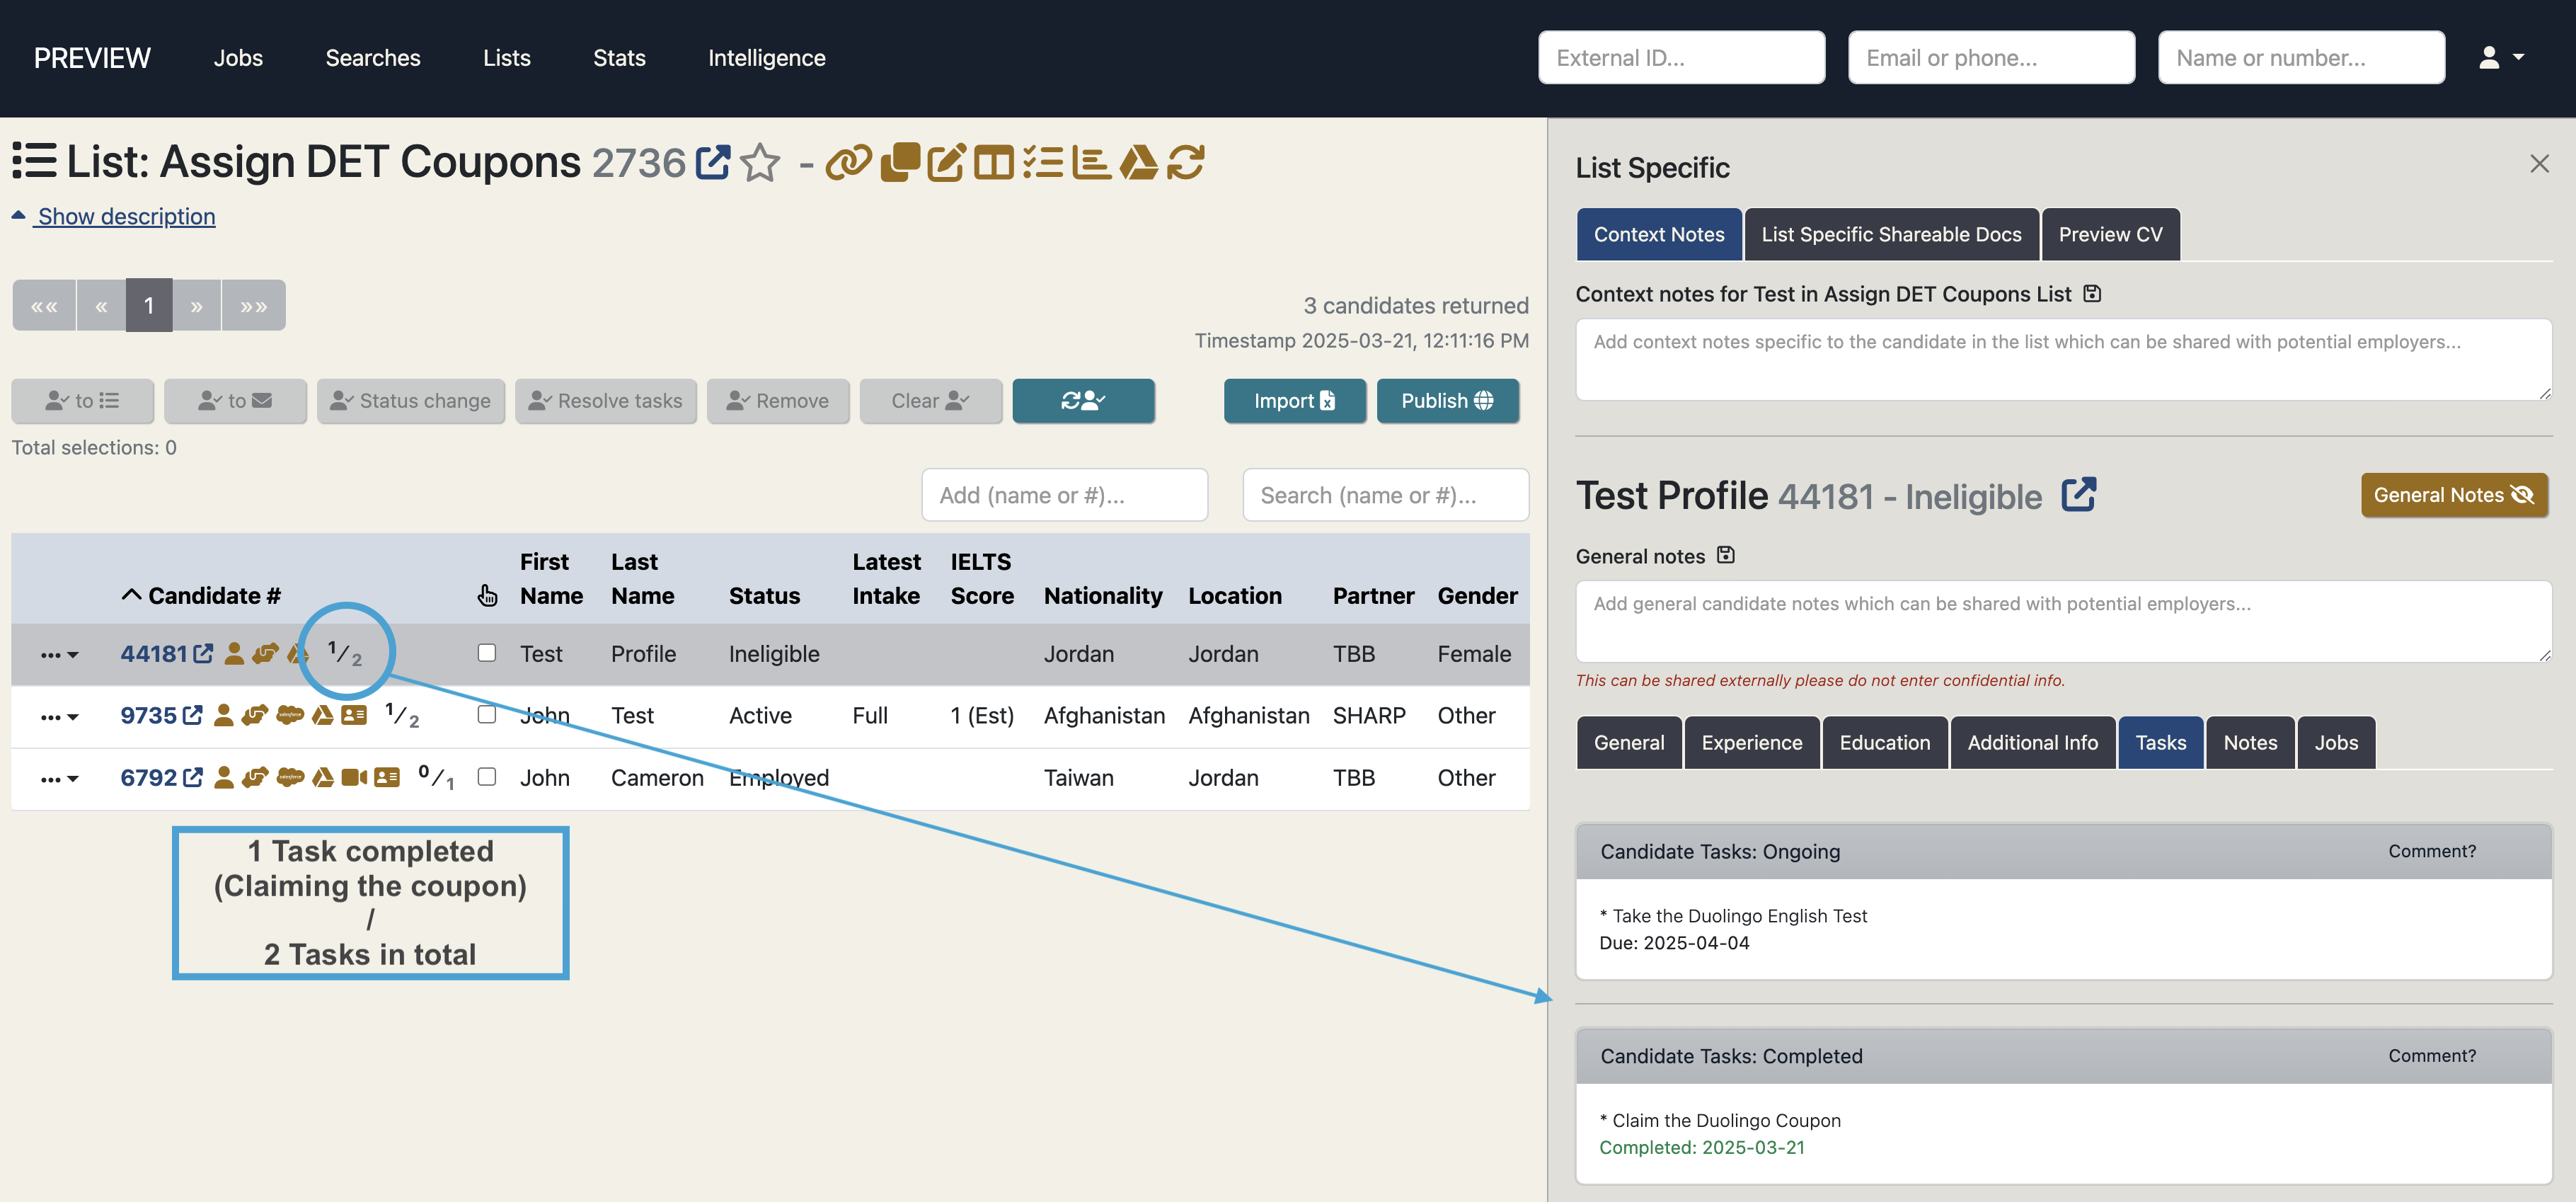 PREVIEW Jobs Searches Lists Stats Intelligence External ID... Email or phone... Name or number...
List: Assign DET Coupons 2736 -
Show description
«« « 1 » »»
3 candidates returned
Timestamp 2025-03-21, 12:11:16 PM
to to Status change Resolve tasks Remove Clear Import Publish
Total selections: 0
Add (name or #)... Search (name or #)...
Candidate # First Name Last Name Status Latest Intake IELTS Score Nationality Location Partner Gender
44181 1/2 Test Profile Ineligible Jordan Jordan TBB Female
9735 salesforce 1/2 John Test Active Full 1 (Est) Afghanistan Afghanistan SHARP Other
6792 salesforce 0/1 John Cameron Employed Taiwan Jordan TBB Other
1 Task completed
(Claiming the coupon)
/
2 Tasks in total
List Specific
Context Notes List Specific Shareable Docs Preview CV
Context notes for Test in Assign DET Coupons List
Add context notes specific to the candidate in the list which can be shared with potential employers...
Test Profile 44181 - Ineligible General Notes
General notes
Add general candidate notes which can be shared with potential employers...
This can be shared externally please do not enter confidential info.
General Experience Education Additional Info Tasks Notes Jobs
Candidate Tasks: Ongoing Comment?
* Take the Duolingo English Test
Due: 2025-04-04
Candidate Tasks: Completed Comment?
* Claim the Duolingo Coupon
Completed: 2025-03-21